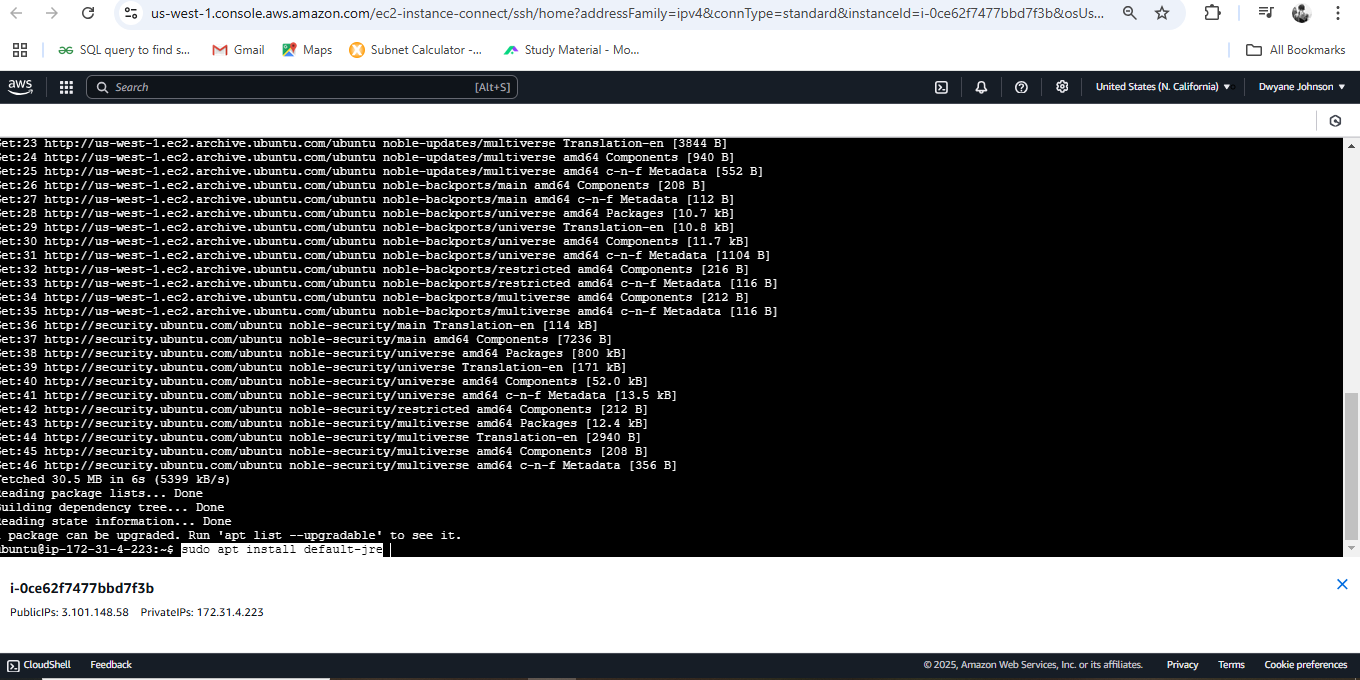 us-west-1.console.aws.amazon.com/ec2-instance-connect/ssh/home?addressFamily=ipv4&connType=standard&instanceId=i-0ce62f7477bbd7f3b&osUs...
SQL query to find s...
Gmail
Maps
Subnet Calculator -...
Study Material - Mo...
All Bookmarks
aws
Search
[Alt+S]
United States (N. California)
Dwyane Johnson
et:23 http://us-west-1.ec2.archive.ubuntu.com/ubuntu noble-updates/multiverse Translation-en [3844 B]
et:24 http://us-west-1.ec2.archive.ubuntu.com/ubuntu noble-updates/multiverse amd64 Components [940 B]
et:25 http://us-west-1.ec2.archive.ubuntu.com/ubuntu noble-updates/multiverse amd64 c-n-f Metadata [552 B]
et:26 http://us-west-1.ec2.archive.ubuntu.com/ubuntu noble-backports/main amd64 Components [208 B]
et:27 http://us-west-1.ec2.archive.ubuntu.com/ubuntu noble-backports/main amd64 c-n-f Metadata [112 B]
et:28 http://us-west-1.ec2.archive.ubuntu.com/ubuntu noble-backports/universe amd64 Packages [10.7 kB]
et:29 http://us-west-1.ec2.archive.ubuntu.com/ubuntu noble-backports/universe Translation-en [10.8 kB]
et:30 http://us-west-1.ec2.archive.ubuntu.com/ubuntu noble-backports/universe amd64 Components [11.7 kB]
et:31 http://us-west-1.ec2.archive.ubuntu.com/ubuntu noble-backports/universe amd64 c-n-f Metadata [1104 B]
et:32 http://us-west-1.ec2.archive.ubuntu.com/ubuntu noble-backports/restricted amd64 Components [216 B]
et:33 http://us-west-1.ec2.archive.ubuntu.com/ubuntu noble-backports/restricted amd64 c-n-f Metadata [116 B]
et:34 http://us-west-1.ec2.archive.ubuntu.com/ubuntu noble-backports/multiverse amd64 Components [212 B]
et:35 http://us-west-1.ec2.archive.ubuntu.com/ubuntu noble-backports/multiverse amd64 c-n-f Metadata [116 B]
et:36 http://security.ubuntu.com/ubuntu noble-security/main Translation-en [114 kB]
et:37 http://security.ubuntu.com/ubuntu noble-security/main amd64 Components [7236 B]
et:38 http://security.ubuntu.com/ubuntu noble-security/universe amd64 Packages [800 kB]
et:39 http://security.ubuntu.com/ubuntu noble-security/universe Translation-en [171 kB]
et:40 http://security.ubuntu.com/ubuntu noble-security/universe amd64 Components [52.0 kB]
et:41 http://security.ubuntu.com/ubuntu noble-security/universe amd64 c-n-f Metadata [13.5 kB]
et:42 http://security.ubuntu.com/ubuntu noble-security/restricted amd64 Components [212 B]
et:43 http://security.ubuntu.com/ubuntu noble-security/multiverse amd64 Packages [12.4 kB]
et:44 http://security.ubuntu.com/ubuntu noble-security/multiverse Translation-en [2940 B]
et:45 http://security.ubuntu.com/ubuntu noble-security/multiverse amd64 Components [208 B]
et:46 http://security.ubuntu.com/ubuntu noble-security/multiverse amd64 c-n-f Metadata [356 B]
etched 30.5 MB in 6s (5399 kB/s)
eading package lists... Done
uilding dependency tree... Done
eading state information... Done
package can be upgraded. Run 'apt list --upgradable' to see it.
buntu@ip-172-31-4-223:~$ sudo apt install default-jre
i-0ce62f7477bbd7f3b
PublicIPs: 3.101.148.58 PrivateIPs: 172.31.4.223
CloudShell
Feedback
© 2025, Amazon Web Services, Inc. or its affiliates.
Privacy
Terms
Cookie preferences